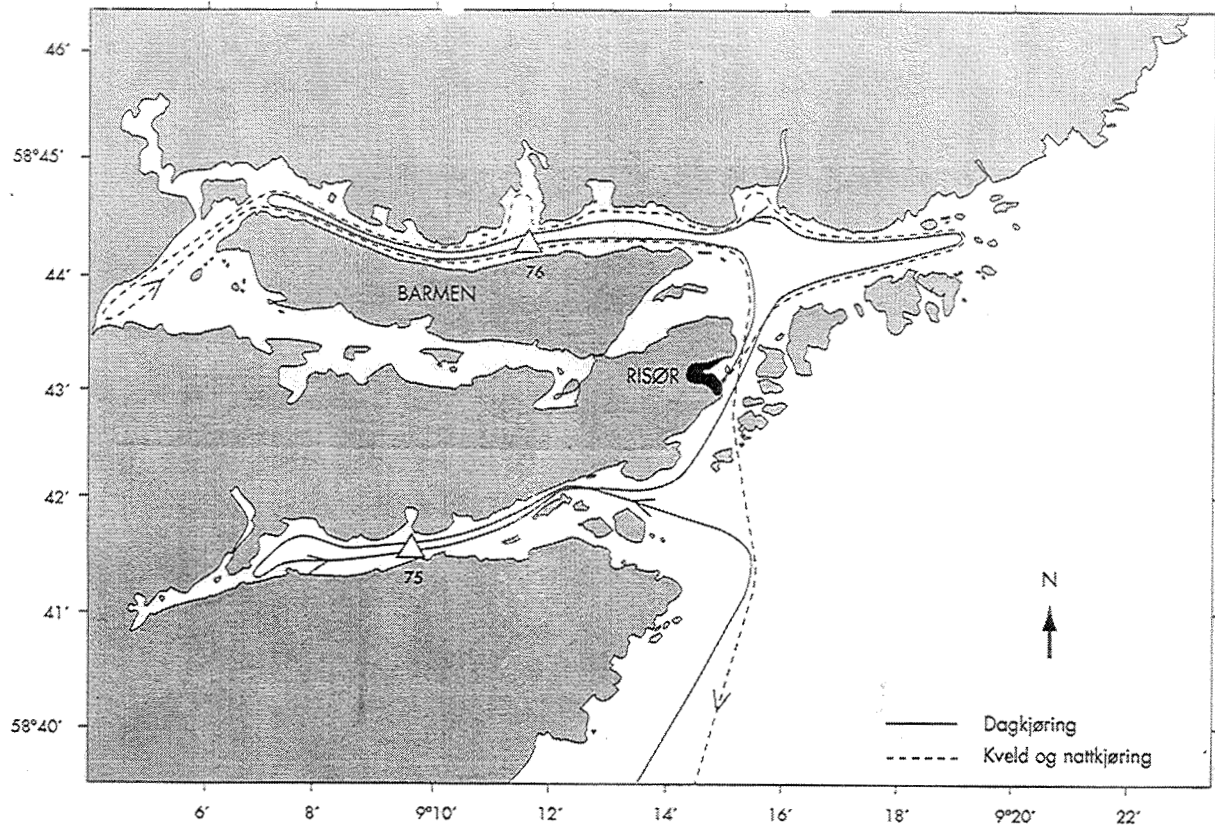 46′
58°45′
44′
76
BARMEN
RISØR
43′
42′
75
41′
N
58°40′
Dagkjøring
Kveld og nattkjøring
6′ 8′ 9°10′ 12′ 14′ 16′ 18′ 9°20′ 22′